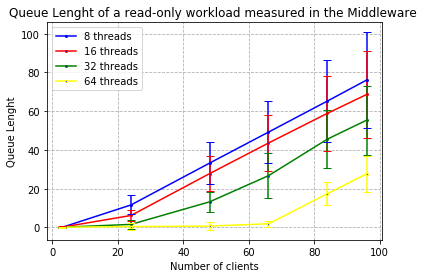 Queue Lenght of a read-only workload measured in the Middleware
8 threads
16 threads
32 threads
64 threads
Queue Lenght
100
80
60
40
20
0
0
20
40
60
80
100
Number of clients